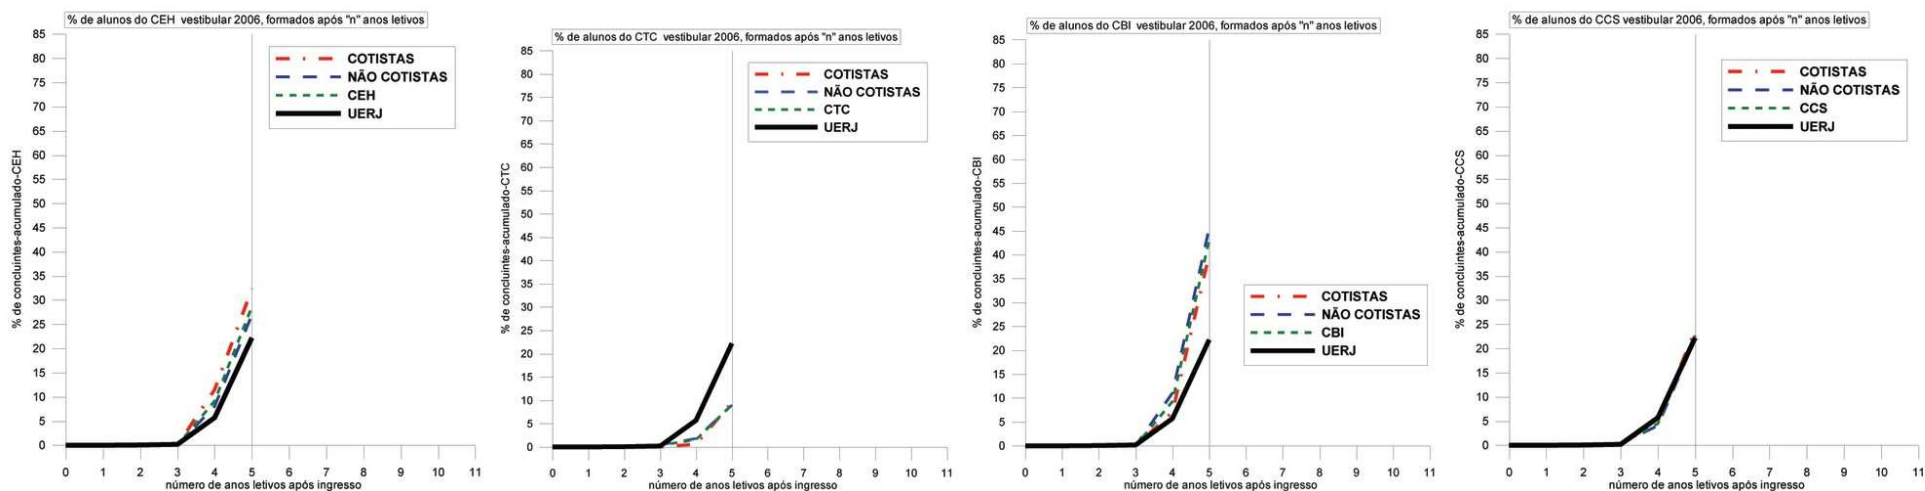 % de alunos do CEH  vestibular 2006, formados após "n" anos letivos
85
80
75
70
65
60
55
50
45
40
35
30
25
20
15
10
5
0
% de concluintes-acumulado-CEH
COTISTAS
NÃO COTISTAS
CEH
UERJ
0 1 2 3 4 5 6 7 8 9 10 11
número de anos letivos após ingresso
% de alunos do CTC  vestibular 2006, formados após "n" anos letivos
85
80
75
70
65
60
55
50
45
40
35
30
25
20
15
10
5
0
% de concluintes-acumulado-CTC
COTISTAS
NÃO COTISTAS
CTC
UERJ
0 1 2 3 4 5 6 7 8 9 10 11
número de anos letivos após ingresso
% de alunos do CBI  vestibular 2006, formados após "n" anos letivos
85
80
75
70
65
60
55
50
45
40
35
30
25
20
15
10
5
0
% de concluintes-acumulado-CBI
COTISTAS
NÃO COTISTAS
CBI
UERJ
0 1 2 3 4 5 6 7 8 9 10 11
número de anos letivos após ingresso
% de alunos do CCS vestibular 2006, formados após "n" anos letivos
85
80
75
70
65
60
55
50
45
40
35
30
25
20
15
10
5
0
% de concluintes-acumulado-CCS
COTISTAS
NÃO COTISTAS
CCS
UERJ
0 1 2 3 4 5 6 7 8 9 10 11
número de anos letivos após ingresso